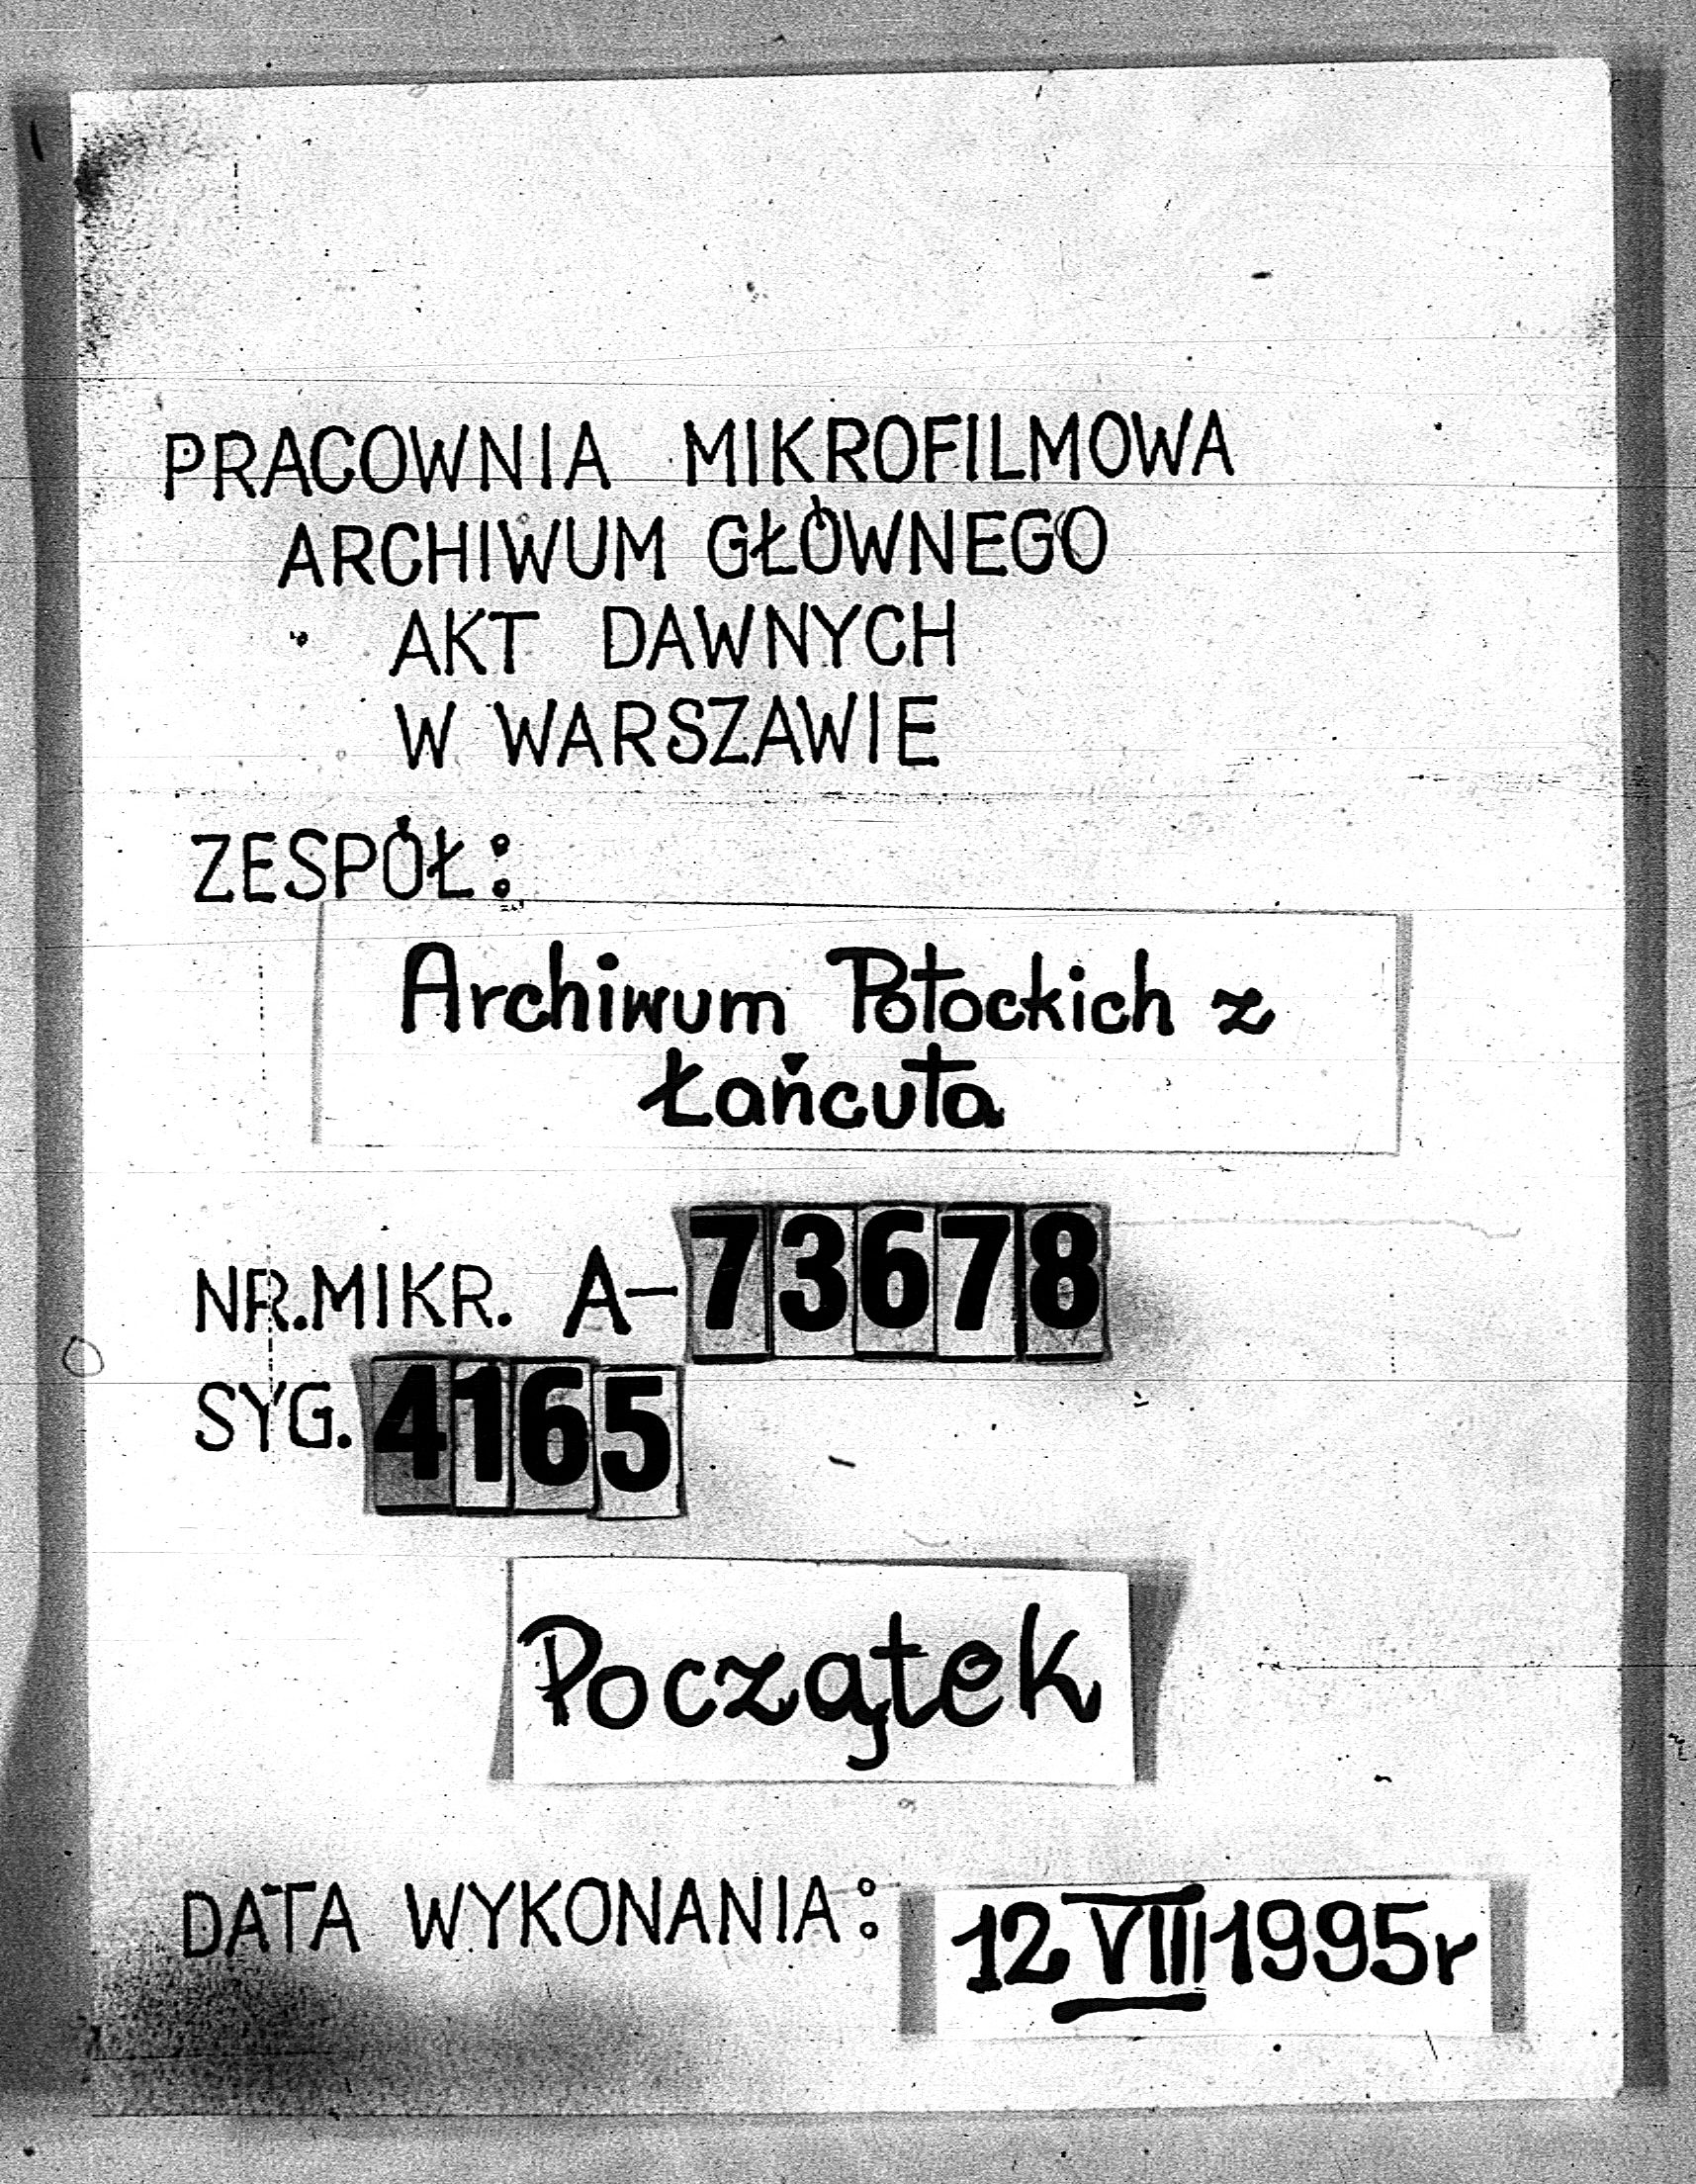 PRACOWNIA MIKROFILMOWA
ARCHIWUM GŁÓWNEGO
AKT DAWNYCH
W WARSZAWIE
ZESPÓŁ:
Archiwum Potockich z
Łańcuta
NR.MIKR. A-73678
SYG. 4165
Początek
DATA WYKONANIA: 12 VIII 1995r